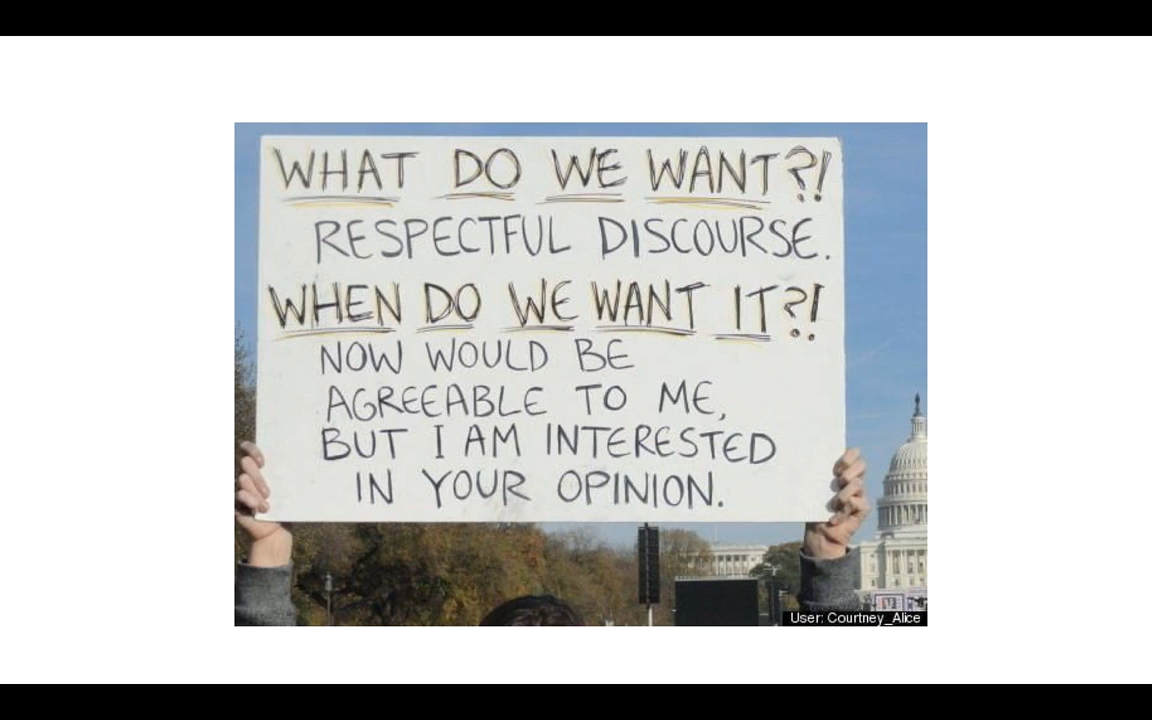 WHAT DO WE WANT?!
RESPECTFUL DISCOURSE.
WHEN DO WE WANT IT?!
NOW WOULD BE
AGREEABLE TO ME,
BUT I AM INTERESTED
IN YOUR OPINION.
User: Courtney_Alice